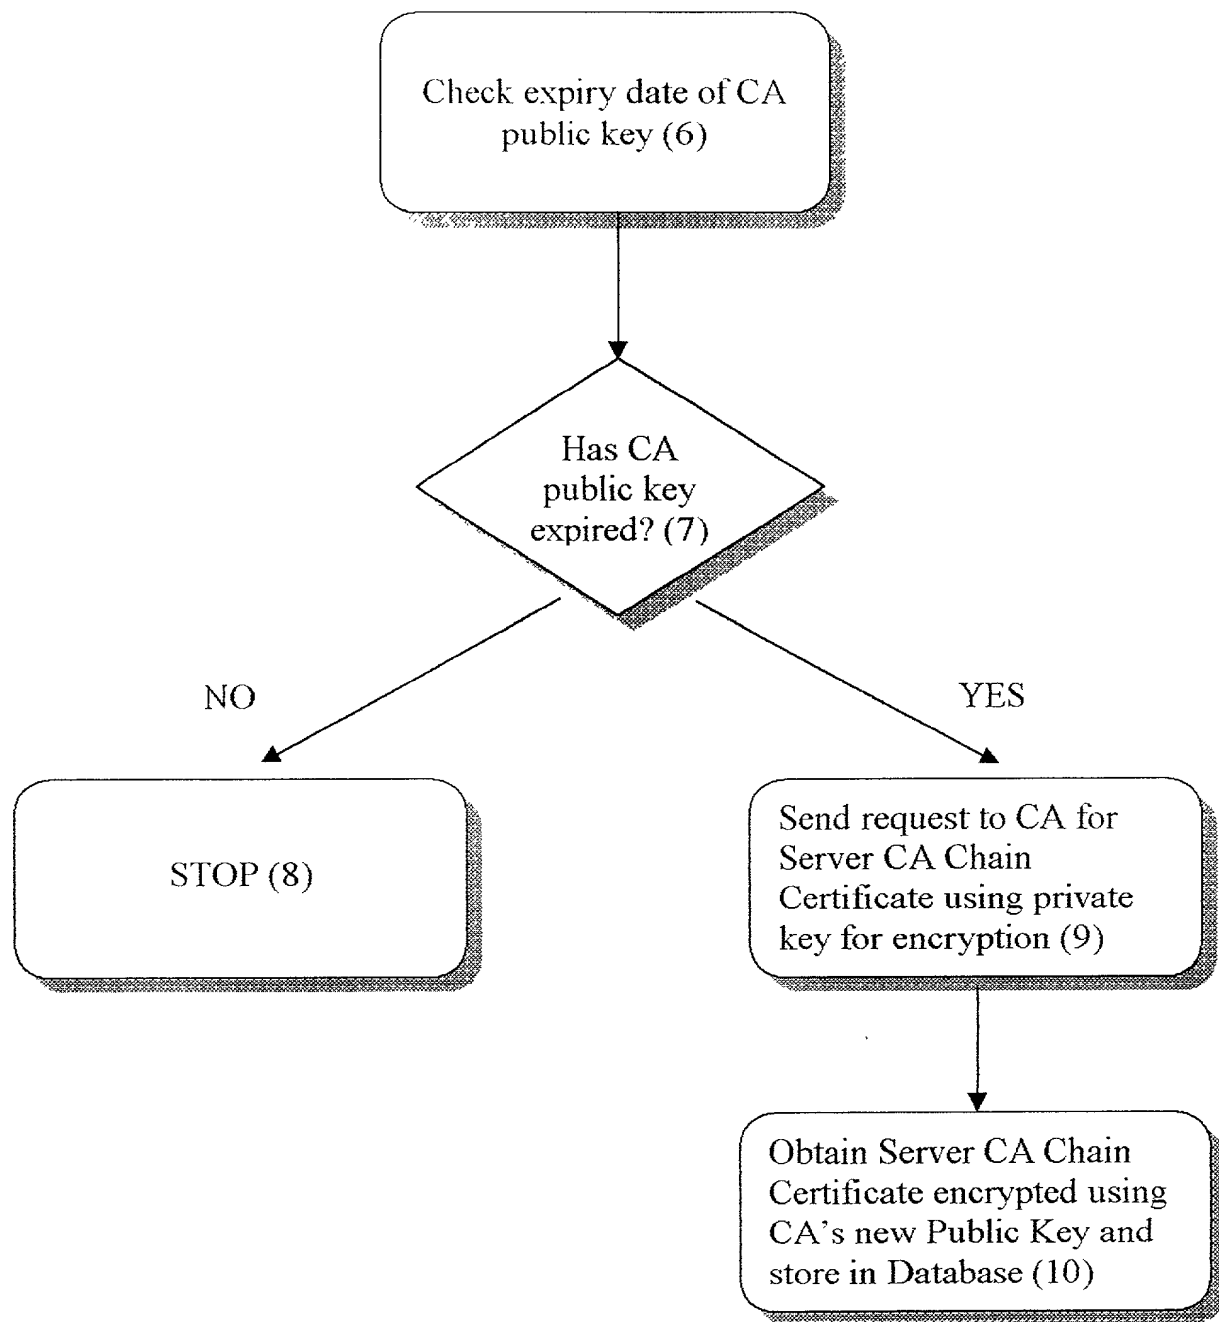 Check expiry date of CA
public key (6)
Has CA
public key
expired? (7)
NO
YES
STOP (8)
Send request to CA for
Server CA Chain
Certificate using private
key for encryption (9)
Obtain Server CA Chain
Certificate encrypted using
CA's new Public Key and
store in Database (10)